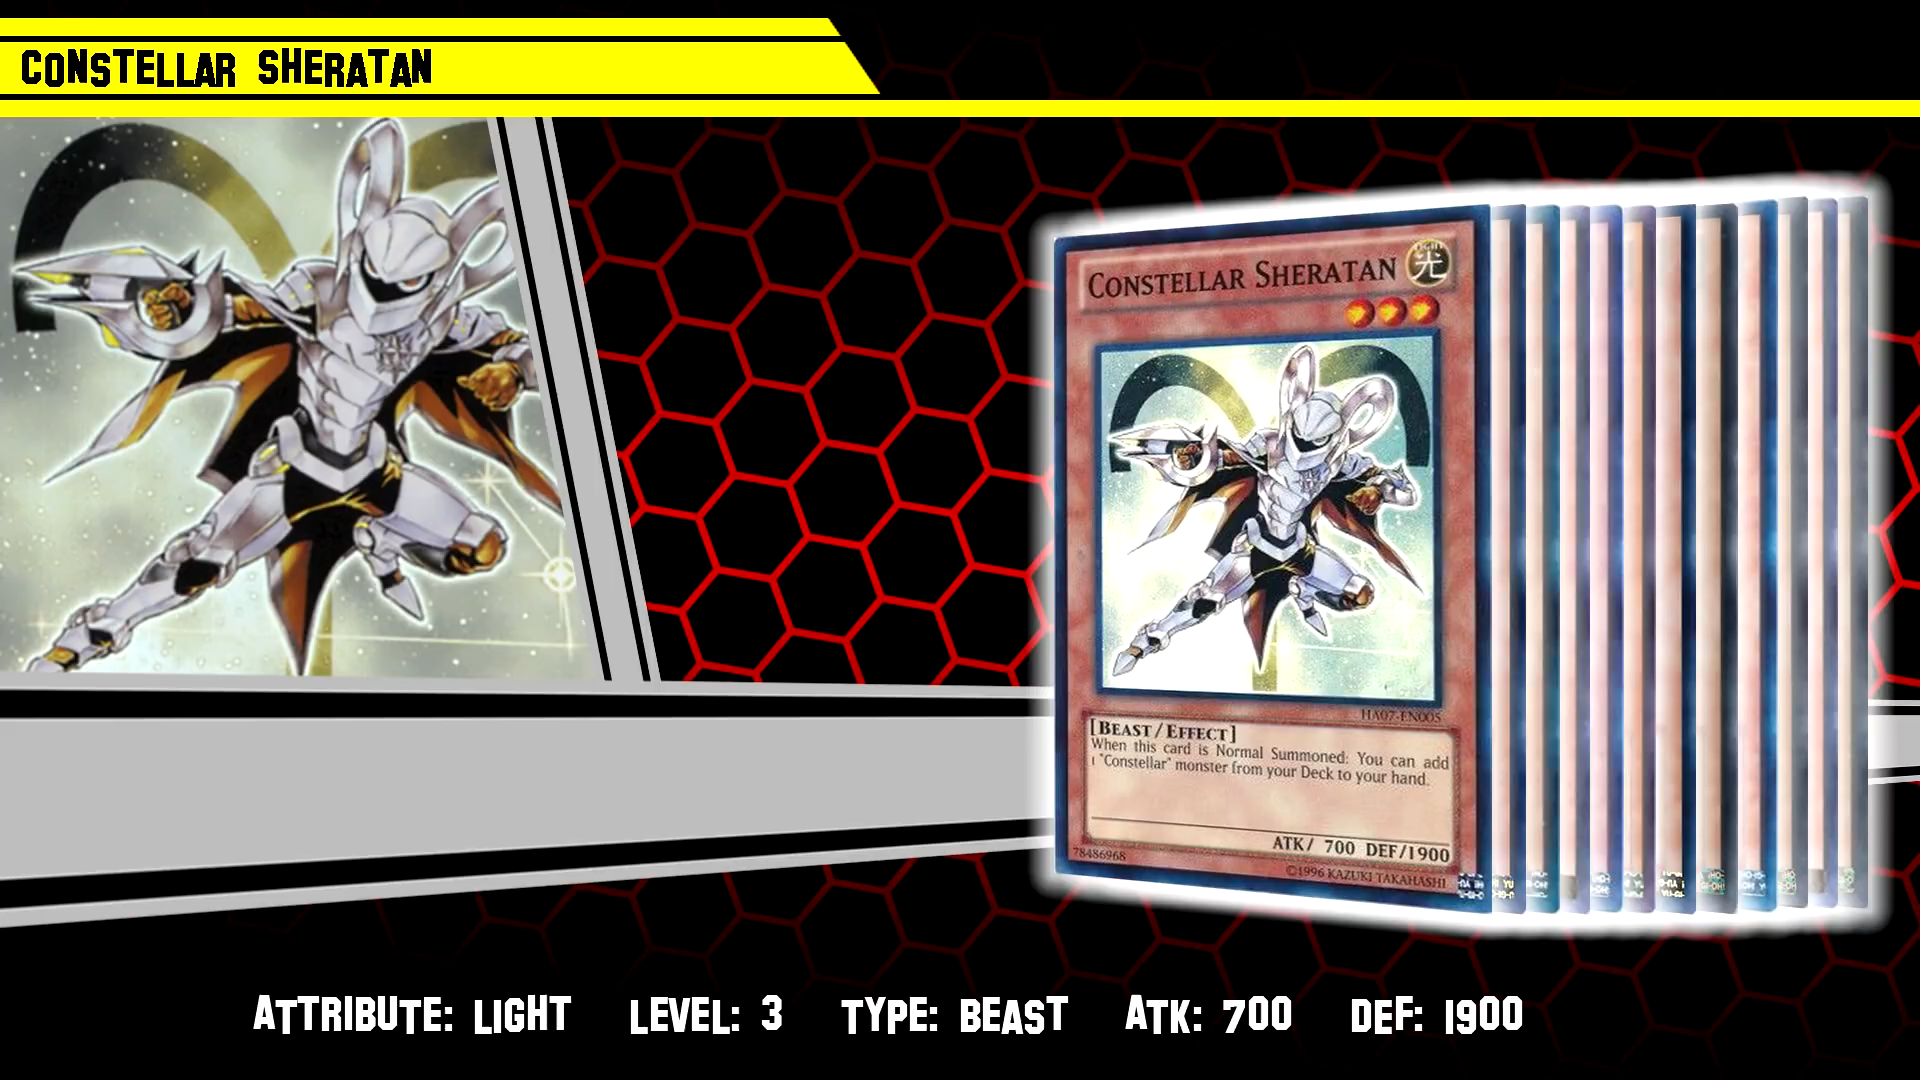 CONSTELLAR SHERATAN
CONSTELLAR SHERATAN
LIGHT
光
HA07-EN005
[BEAST/EFFECT]
When this card is Normal Summoned: You can add
1 "Constellar" monster from your Deck to your hand.
ATK/ 700 DEF/1900
78486968
©1996 KAZUKI TAKAHASHI
ATTRIBUTE: LIGHT LEVEL: 3 TYPE: BEAST ATK: 700 DEF: 1900